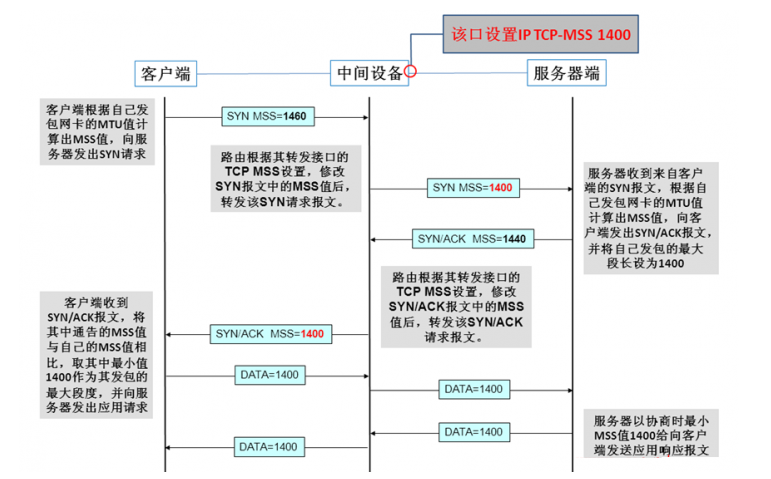 该口设置IP TCP-MSS 1400
客户端
中间设备
服务器端
客户端根据自己发
包网卡的MTU值计
算出MSS值，向服
务器发出SYN请求
SYN MSS=1460
路由根据其转发接口的
TCP MSS设置，修改
SYN报文中的MSS值后，
转发该SYN请求报文。
SYN MSS=1400
服务器收到来自客户
端的SYN报文，根据自
己发包网卡的MTU值
计算出MSS值，向客
户端发出SYN/ACK报文，
并将自己发包的最大
段长设为1400
SYN/ACK MSS=1440
路由根据其转发接口的
TCP MSS设置，修改
SYN/ACK报文中的MSS
值后，转发该SYN/ACK
请求报文。
客户端收到
SYN/ACK报文，将
其中通告的MSS值
与自己的MSS值相
比，取其中最小值
1400作为其发包的
最大段度，并向服
务器发出应用请求
SYN/ACK MSS=1400
DATA=1400
DATA=1400
服务器以协商时最小
MSS值1400给向客户
端发送应用响应报文
DATA=1400
DATA=1400